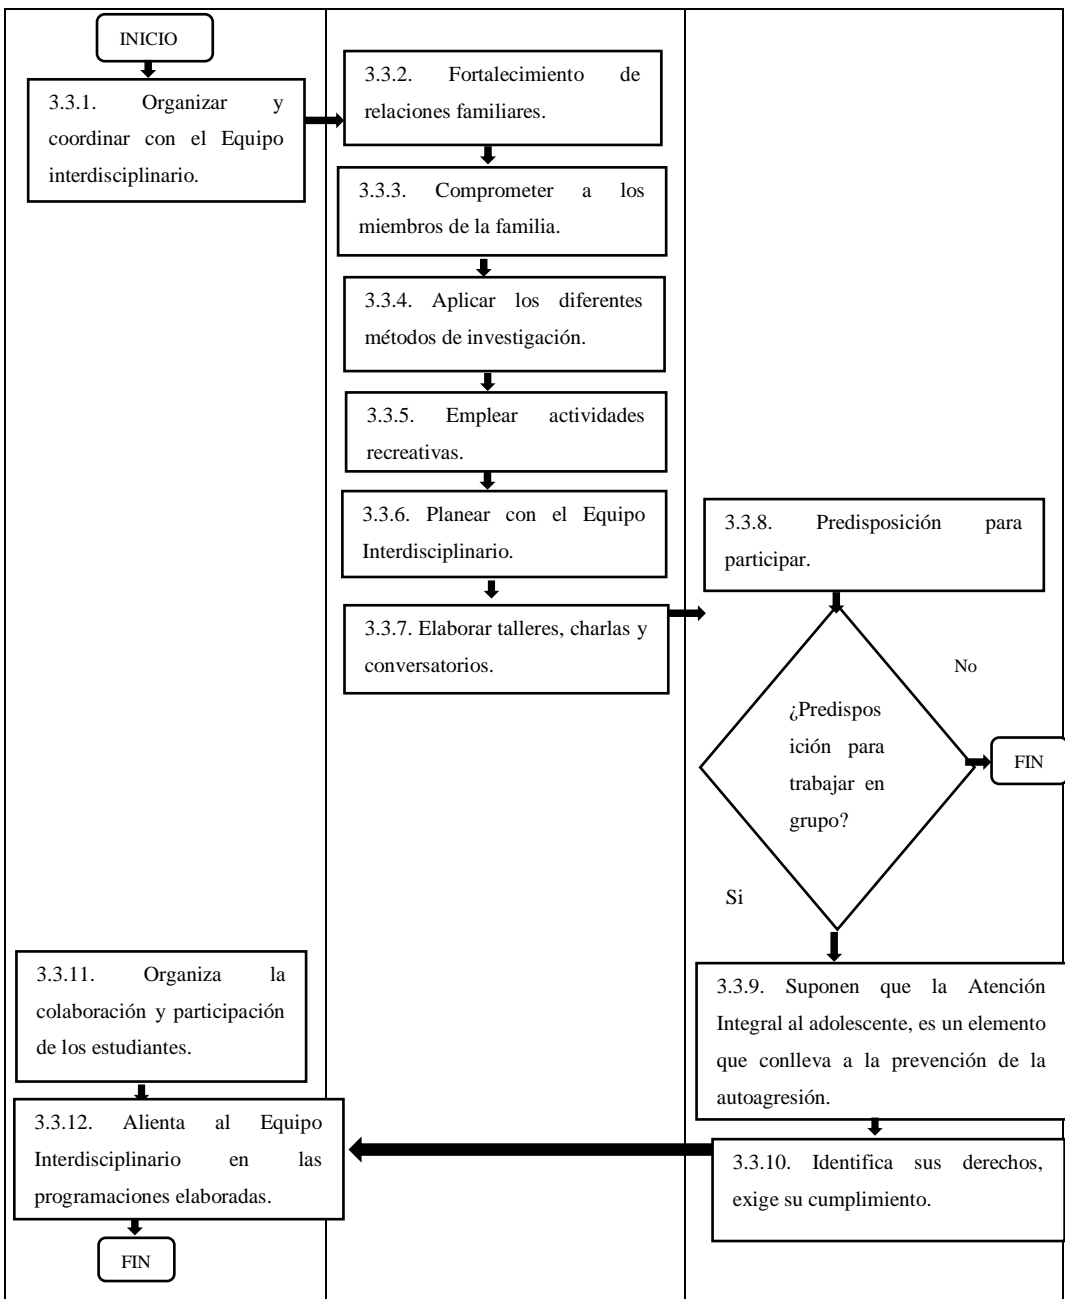 INICIO
3.3.1. Organizar y
coordinar con el Equipo
interdisciplinario.
3.3.2. Fortalecimiento de
relaciones familiares.
3.3.3. Comprometer a los
miembros de la familia.
3.3.4. Aplicar los diferentes
métodos de investigación.
3.3.5. Emplear actividades
recreativas.
3.3.6. Planear con el Equipo
Interdisciplinario.
3.3.7. Elaborar talleres, charlas y
conversatorios.
3.3.8. Predisposición para
participar.
¿Predispos
ición para
trabajar en
grupo?
No
FIN
Si
3.3.9. Suponen que la Atención
Integral al adolescente, es un elemento
que conlleva a la prevención de la
autoagresión.
3.3.10. Identifica sus derechos,
exige su cumplimiento.
3.3.11. Organiza la
colaboración y participación
de los estudiantes.
3.3.12. Alienta al Equipo
Interdisciplinario en las
programaciones elaboradas.
FIN